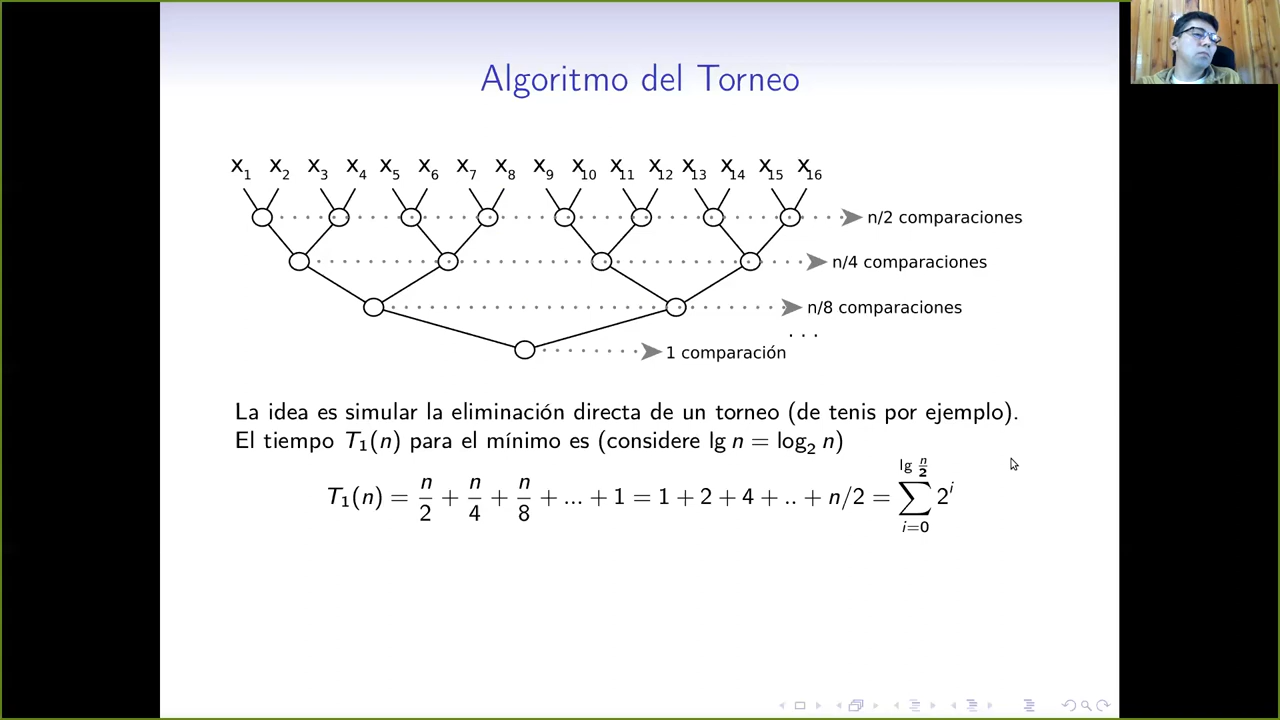 Algoritmo del Torneo
x₁ x₂ x₃ x₄ x₅ x₆ x₇ x₈ x₉ x₁₀ x₁₁ x₁₂ x₁₃ x₁₄ x₁₅ x₁₆
n/2 comparaciones
n/4 comparaciones
n/8 comparaciones
. . .
1 comparación
La idea es simular la eliminación directa de un torneo (de tenis por ejemplo).
El tiempo T₁(n) para el mínimo es (considere lg n = log₂ n)
T₁(n) = n/2 + n/4 + n/8 + ... + 1 = 1 + 2 + 4 + .. + n/2 = ∑_{i=0}^{lg n/2} 2^i